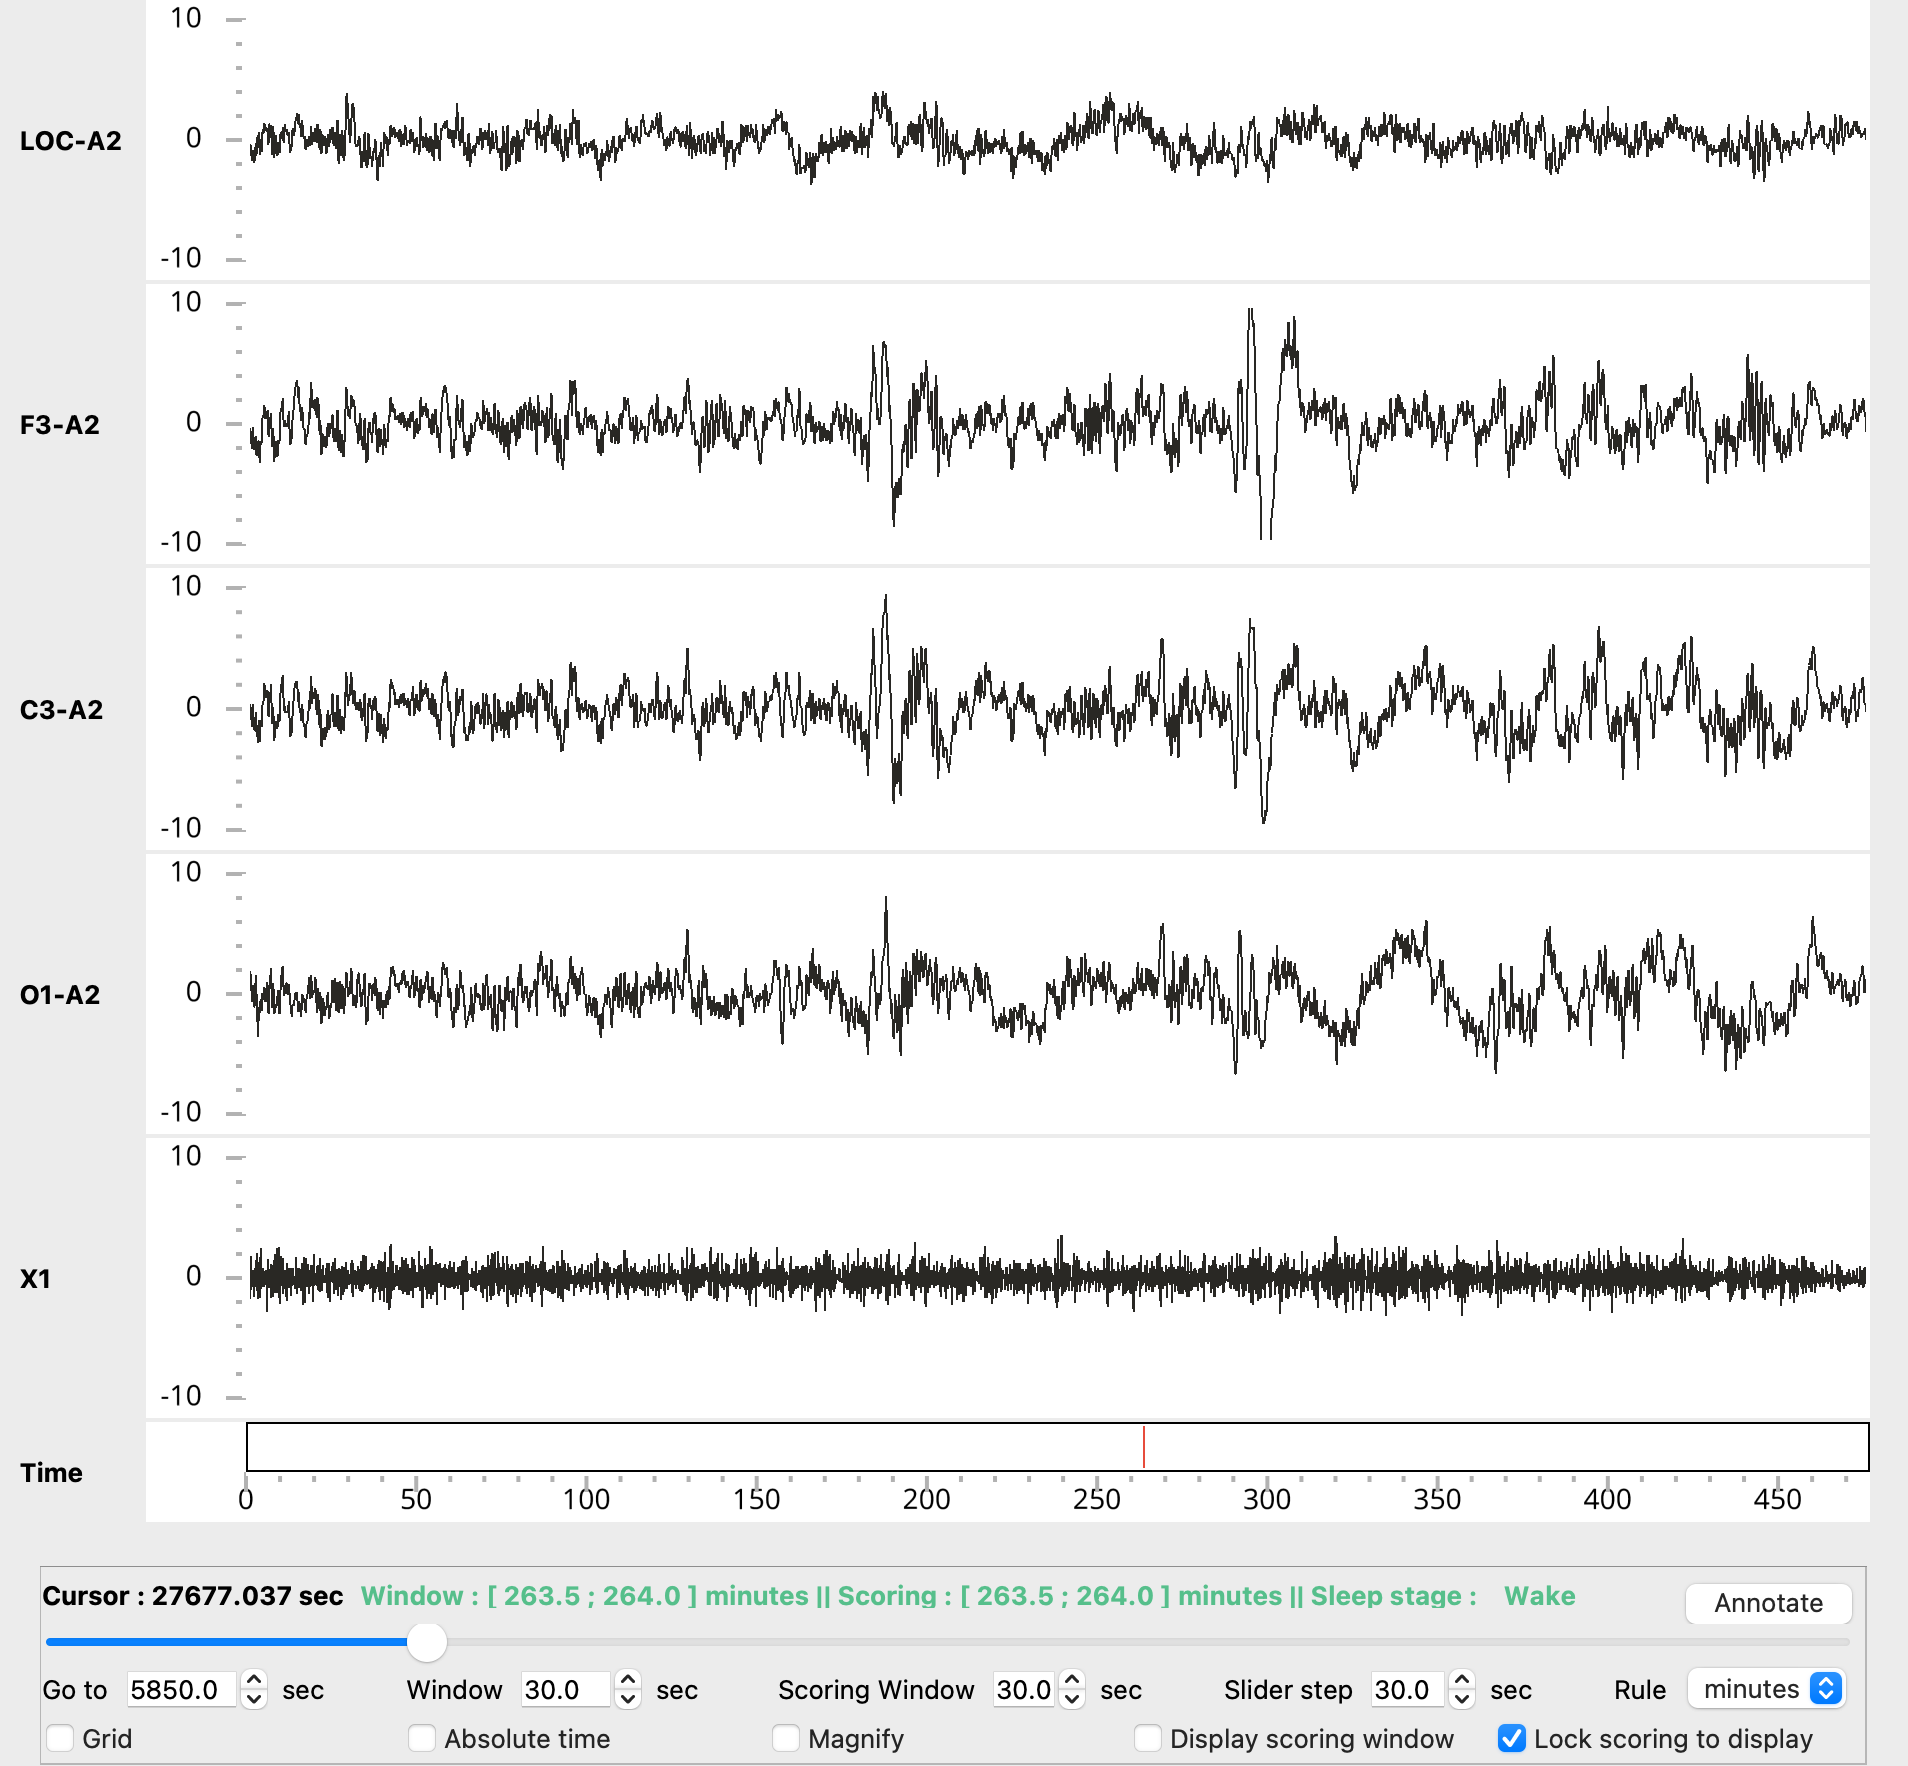 10
LOC-A2
0
-10
10
F3-A2
0
-10
10
C3-A2
0
-10
10
O1-A2
0
-10
10
X1
0
-10
Time
0 50 100 150 200 250 300 350 400 450
Cursor : 27677.037 sec Window : [ 263.5 ; 264.0 ] minutes || Scoring : [ 263.5 ; 264.0 ] minutes || Sleep stage : Wake
Annotate
Go to 5850.0 sec Window 30.0 sec Scoring Window 30.0 sec Slider step 30.0 sec Rule minutes
Grid Absolute time Magnify Display scoring window Lock scoring to display